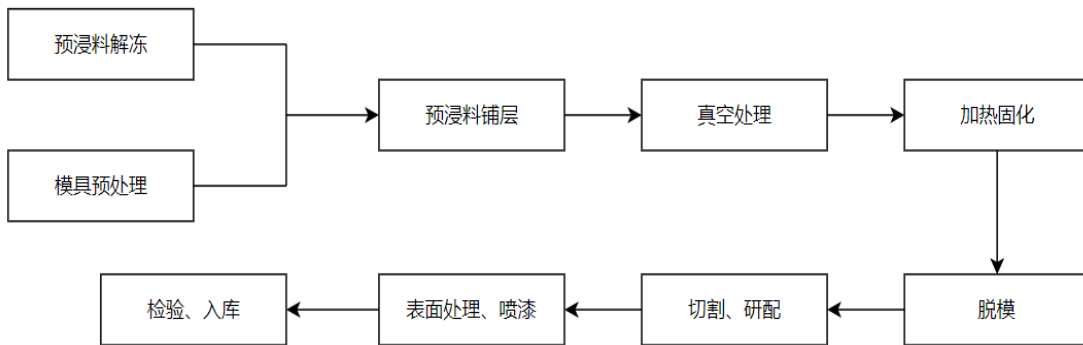 预浸料解冻
模具预处理
预浸料铺层
真空处理
加热固化
脱模
切割、研配
表面处理、喷漆
检验、入库